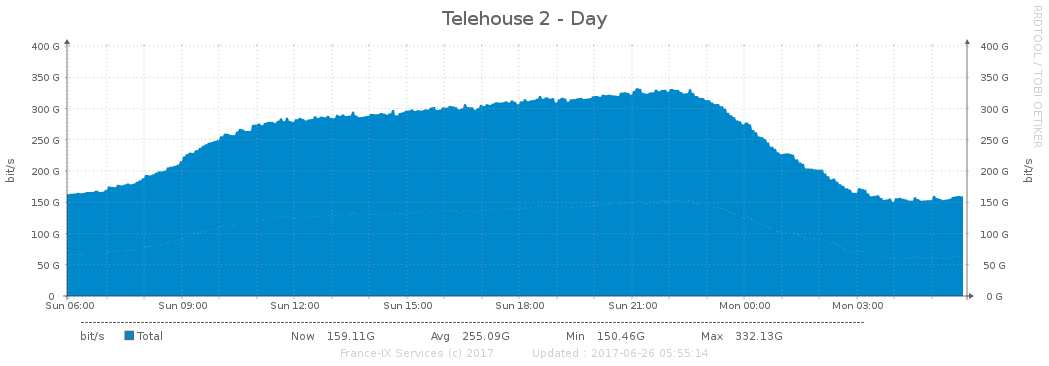 Telehouse 2 - Day
RRDTOOL / TOBI OETIKER
bit/s
400 G
350 G
300 G
250 G
200 G
150 G
100 G
50 G
0
400 G
350 G
300 G
250 G
200 G
150 G
100 G
50 G
0 G
bit/s
Sun 06:00 Sun 09:00 Sun 12:00 Sun 15:00 Sun 18:00 Sun 21:00 Mon 00:00 Mon 03:00
bit/s Total Now 159.11G Avg 255.09G Min 150.46G Max 332.13G
France-IX Services (c) 2017 Updated : 2017-06-26 05:55:14